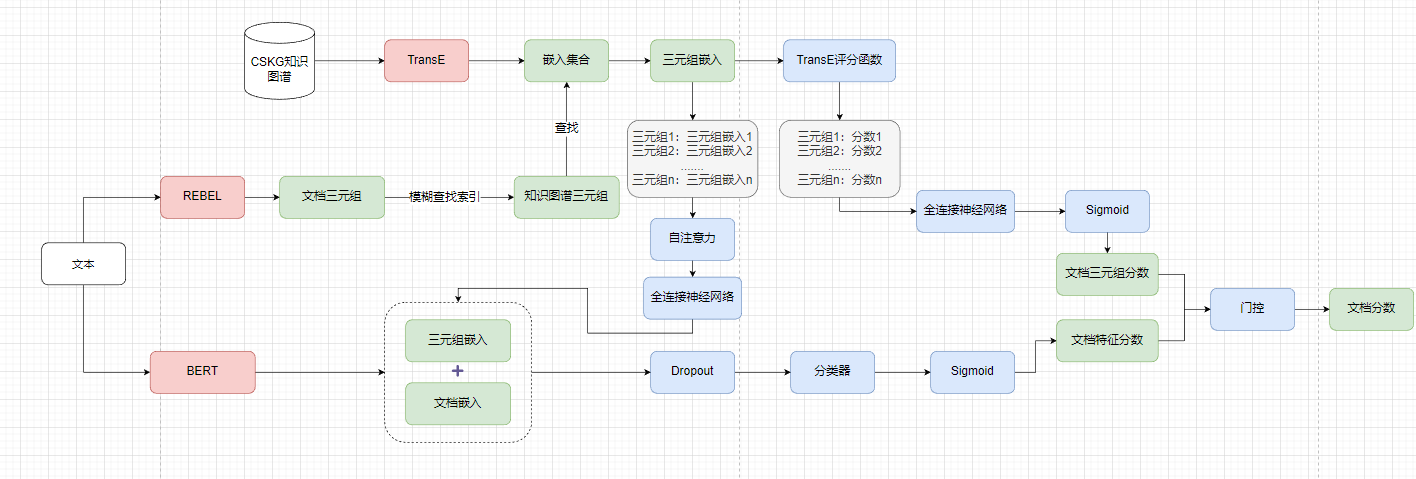 CSKG知识
图谱
TransE
嵌入集合
三元组嵌入
TransE评分函数
查找
三元组1：三元组嵌入1
三元组2：三元组嵌入2
.......
三元组n：三元组嵌入n
三元组1：分数1
三元组2：分数2
.......
三元组n：分数n
REBEL
文档三元组
模糊查找索引
知识图谱三元组
全连接神经网络
Sigmoid
自注意力
文本
文档三元组分数
全连接神经网络
门控
文档分数
三元组嵌入
+
文档嵌入
文档特征分数
BERT
Dropout
分类器
Sigmoid